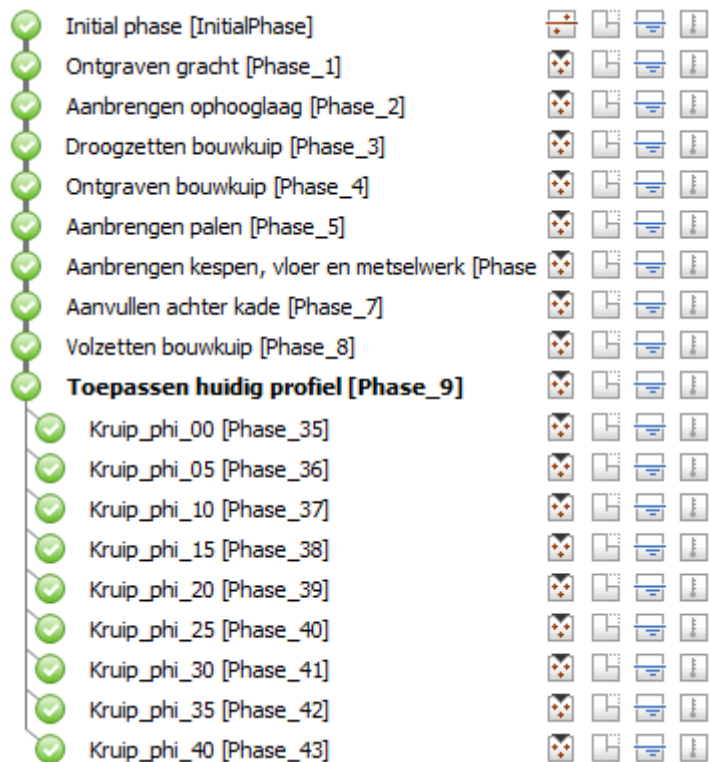 Initial phase [InitialPhase]
Ontgraven gracht [Phase_1]
Aanbrengen ophooglaag [Phase_2]
Droogzetten bouwkuip [Phase_3]
Ontgraven bouwkuip [Phase_4]
Aanbrengen palen [Phase_5]
Aanbrengen kespen, vloer en metselwerk [Phase
Aanvullen achter kade [Phase_7]
Volzetten bouwkuip [Phase_8]
Toepassen huidig profiel [Phase_9]
Kruip_phi_00 [Phase_35]
Kruip_phi_05 [Phase_36]
Kruip_phi_10 [Phase_37]
Kruip_phi_15 [Phase_38]
Kruip_phi_20 [Phase_39]
Kruip_phi_25 [Phase_40]
Kruip_phi_30 [Phase_41]
Kruip_phi_35 [Phase_42]
Kruip_phi_40 [Phase_43]